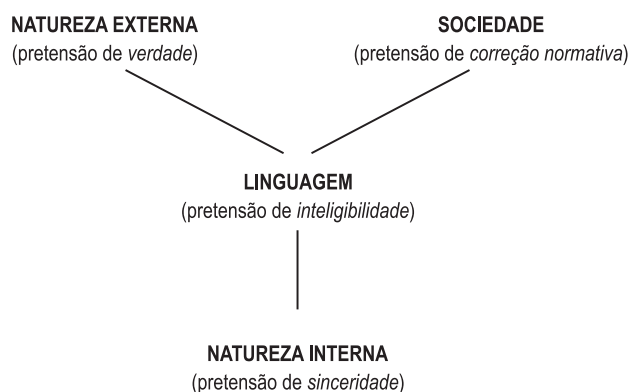 NATUREZA EXTERNA
(pretensão de verdade)
SOCIEDADE
(pretensão de correção normativa)
LINGUAGEM
(pretensão de inteligibilidade)
NATUREZA INTERNA
(pretensão de sinceridade)